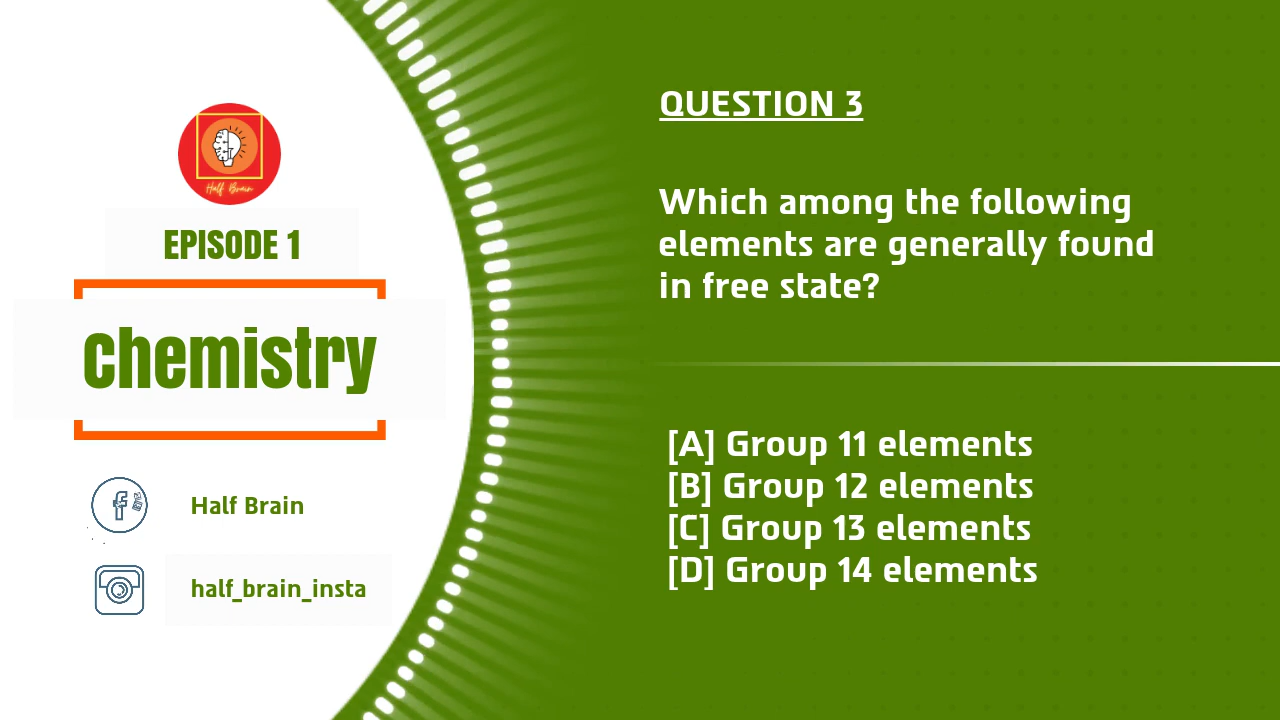 Half Brain
EPISODE 1
Chemistry
Half Brain
half_brain_insta
QUESTION 3
Which among the following
elements are generally found
in free state?
[A] Group 11 elements
[B] Group 12 elements
[C] Group 13 elements
[D] Group 14 elements